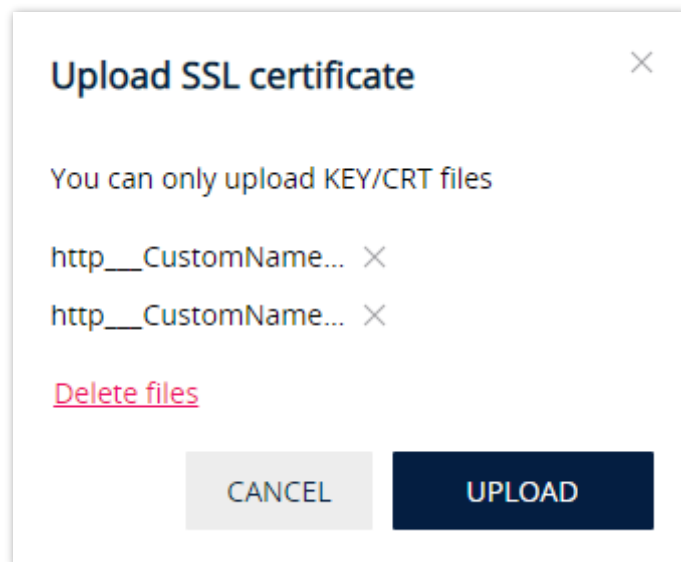 Upload SSL certificate
You can only upload KEY/CRT files
http___CustomName...
http___CustomName...
Delete files
CANCEL
UPLOAD